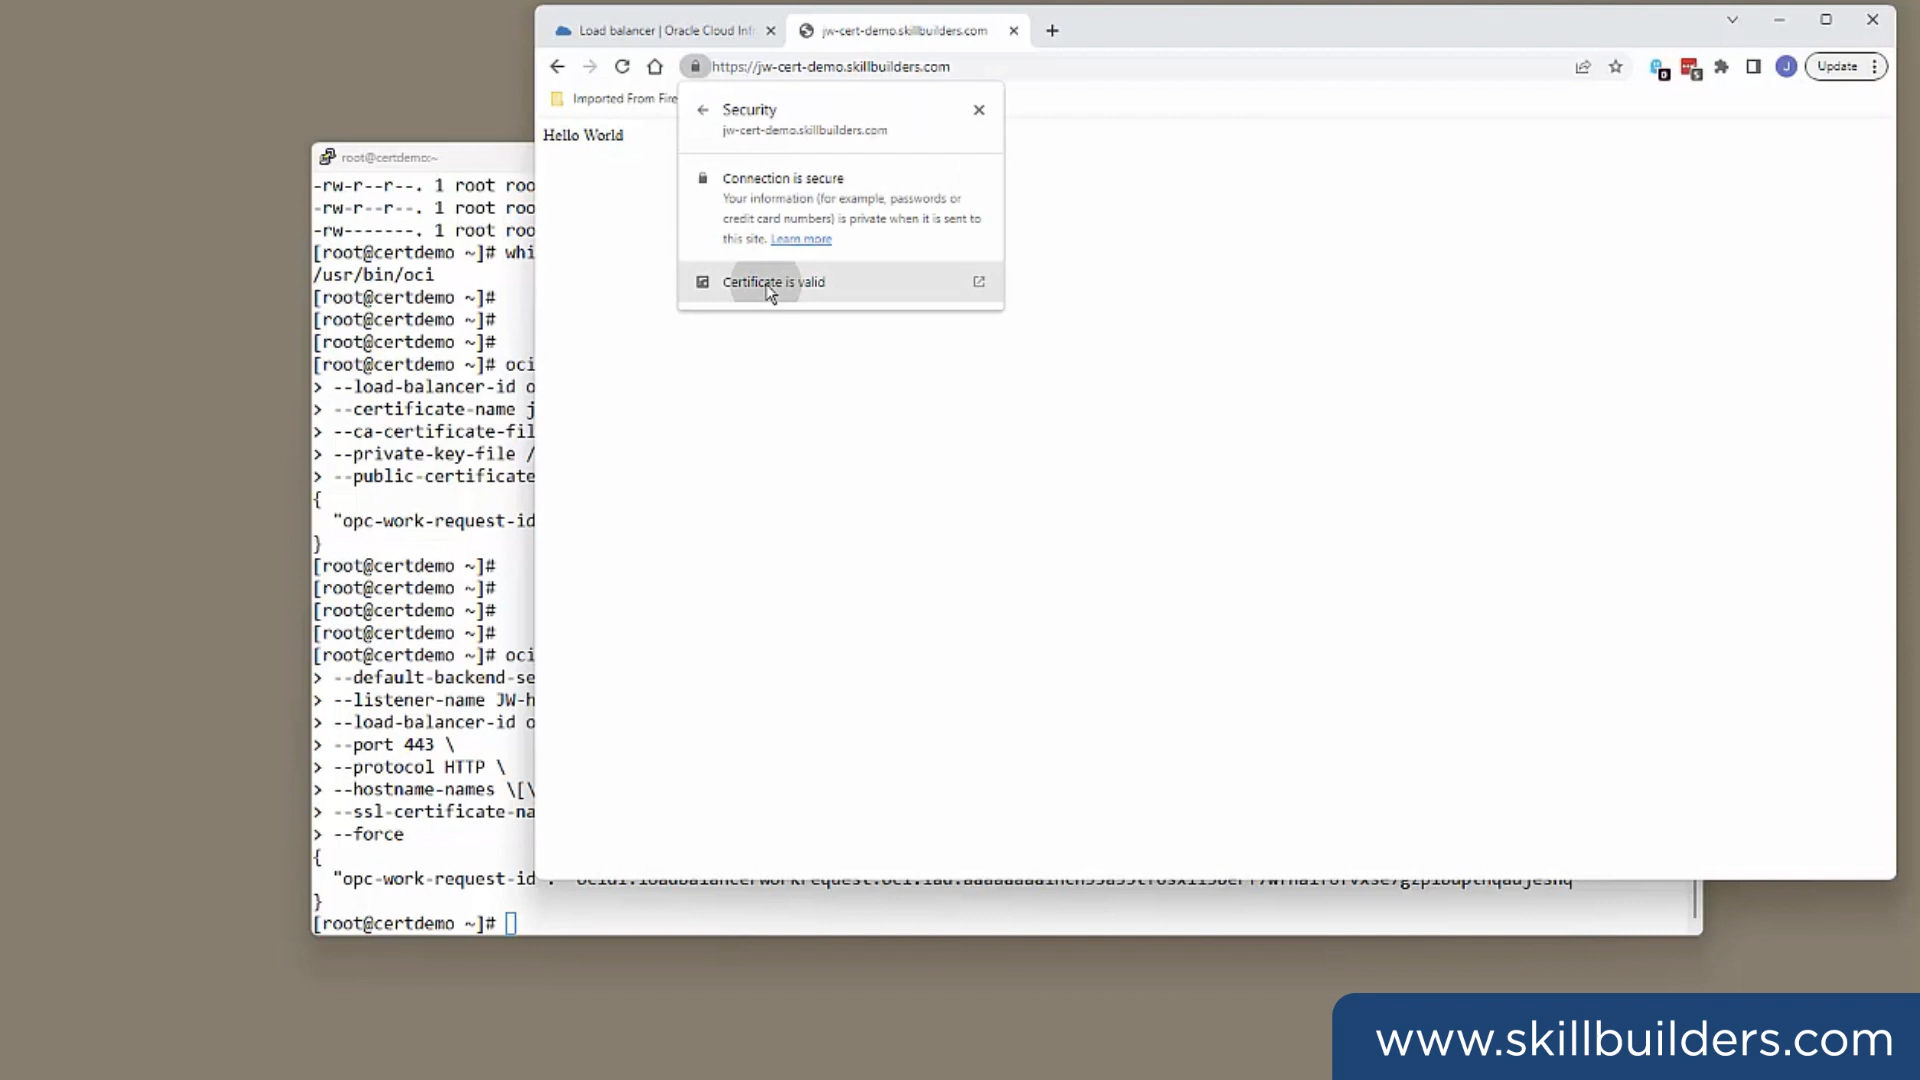 Load balancer | Oracle Cloud Inf
jw-cert-demo.skillbuilders.com
https://jw-cert-demo.skillbuilders.com
J
Update
Imported From Fire
Security
jw-cert-demo.skillbuilders.com
Hello World
Connection is secure
Your information (for example, passwords or
credit card numbers) is private when it is sent to
this site. Learn more
Certificate is valid
root@certdemo:~
-rw-r--r--. 1 root roo
-rw-r--r--. 1 root roo
-rw-------. 1 root roo
[root@certdemo ~]# whi
/usr/bin/oci
[root@certdemo ~]#
[root@certdemo ~]#
[root@certdemo ~]#
[root@certdemo ~]# oci
> --load-balancer-id o
> --certificate-name j
> --ca-certificate-fil
> --private-key-file /
> --public-certificate
{
"opc-work-request-id
}
[root@certdemo ~]#
[root@certdemo ~]#
[root@certdemo ~]#
[root@certdemo ~]#
[root@certdemo ~]# oci
> --default-backend-se
> --listener-name JW-h
> --load-balancer-id o
> --port 443 \
> --protocol HTTP \
> --hostname-names \[\
> --ssl-certificate-na
> --force
{
"opc-work-request-id
}
[root@certdemo ~]#
www.skillbuilders.com